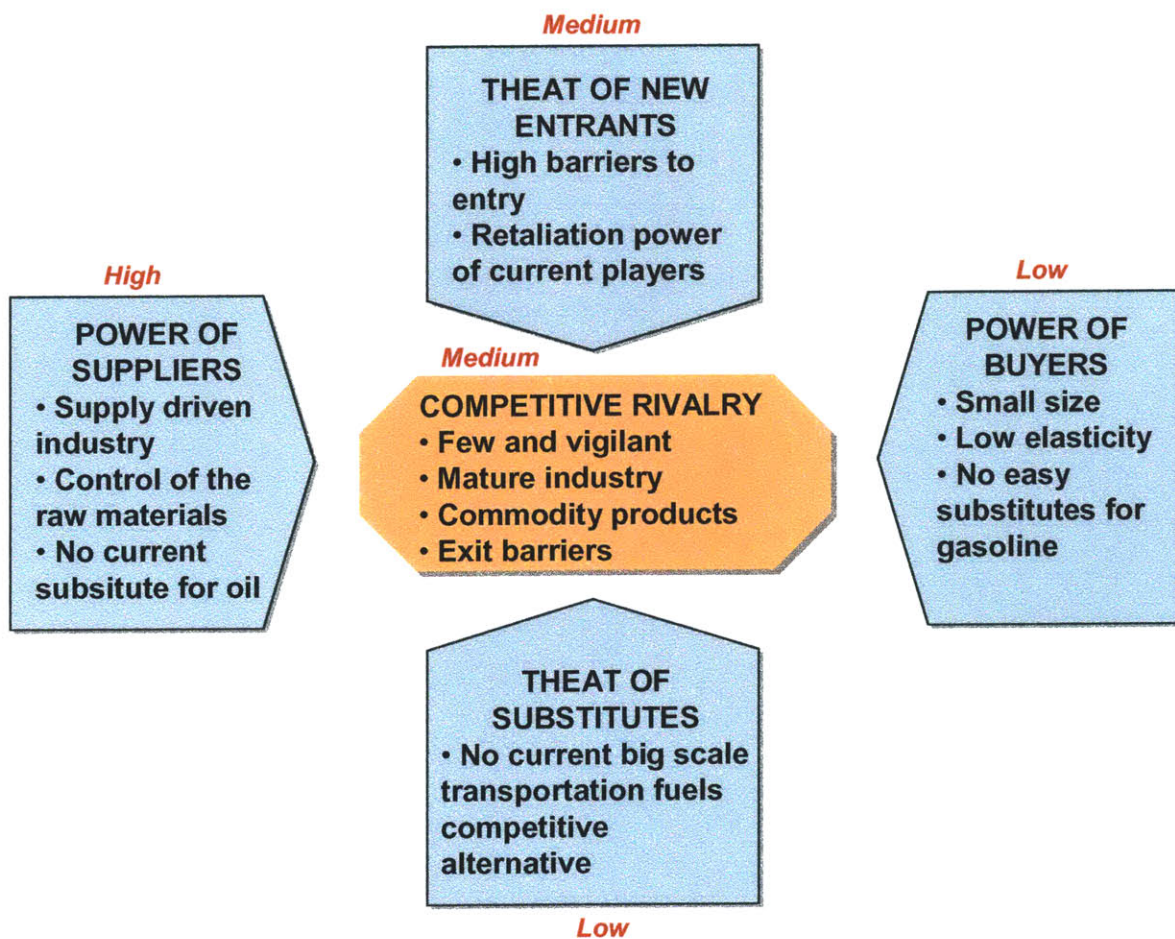 Medium
THEAT OF NEW
ENTRANTS
• High barriers to
entry
• Retaliation power
of current players
High
POWER OF
SUPPLIERS
• Supply driven
industry
• Control of the
raw materials
• No current
subsitute for oil
Medium
COMPETITIVE RIVALRY
• Few and vigilant
• Mature industry
• Commodity products
• Exit barriers
Low
POWER OF
BUYERS
• Small size
• Low elasticity
• No easy
substitutes for
gasoline
THEAT OF
SUBSTITUTES
• No current big scale
transportation fuels
competitive
alternative
Low